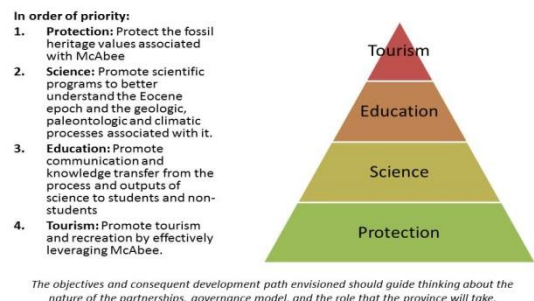 In order of priority:
1. Protection: Protect the fossil
heritage values associated
with McAbee
2. Science: Promote scientific
programs to better
understand the Eocene
epoch and the geologic,
paleontologic and climatic
processes associated with it.
3. Education: Promote
communication and
knowledge transfer from the
process and outputs of
science to students and non-
students
4. Tourism: Promote tourism
and recreation by effectively
leveraging McAbee.
Tourism
Education
Science
Protection
The objectives and consequent development path envisioned should guide thinking about the
nature of the partnerships, governance model, and the role that the province will take.